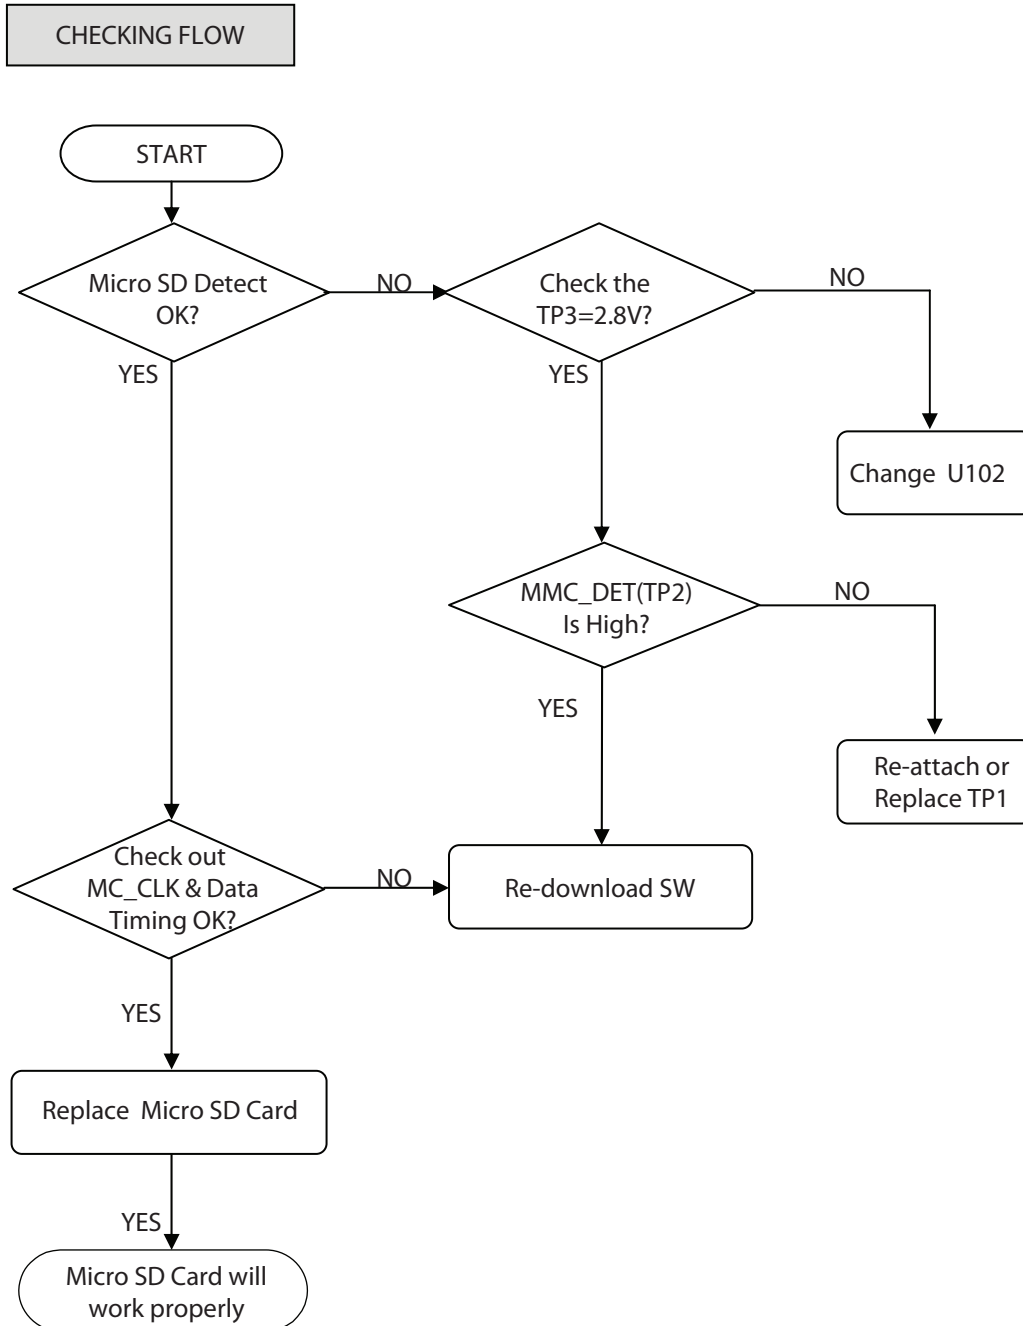 CHECKING FLOW
START
Micro SD Detect
OK?
NO
Check the
TP3=2.8V?
NO
YES
YES
Change U102
MMC_DET(TP2)
Is High?
NO
YES
Re-attach or
Replace TP1
Check out
MC_CLK & Data
Timing OK?
NO
Re-download SW
YES
Replace Micro SD Card
YES
Micro SD Card will
work properly